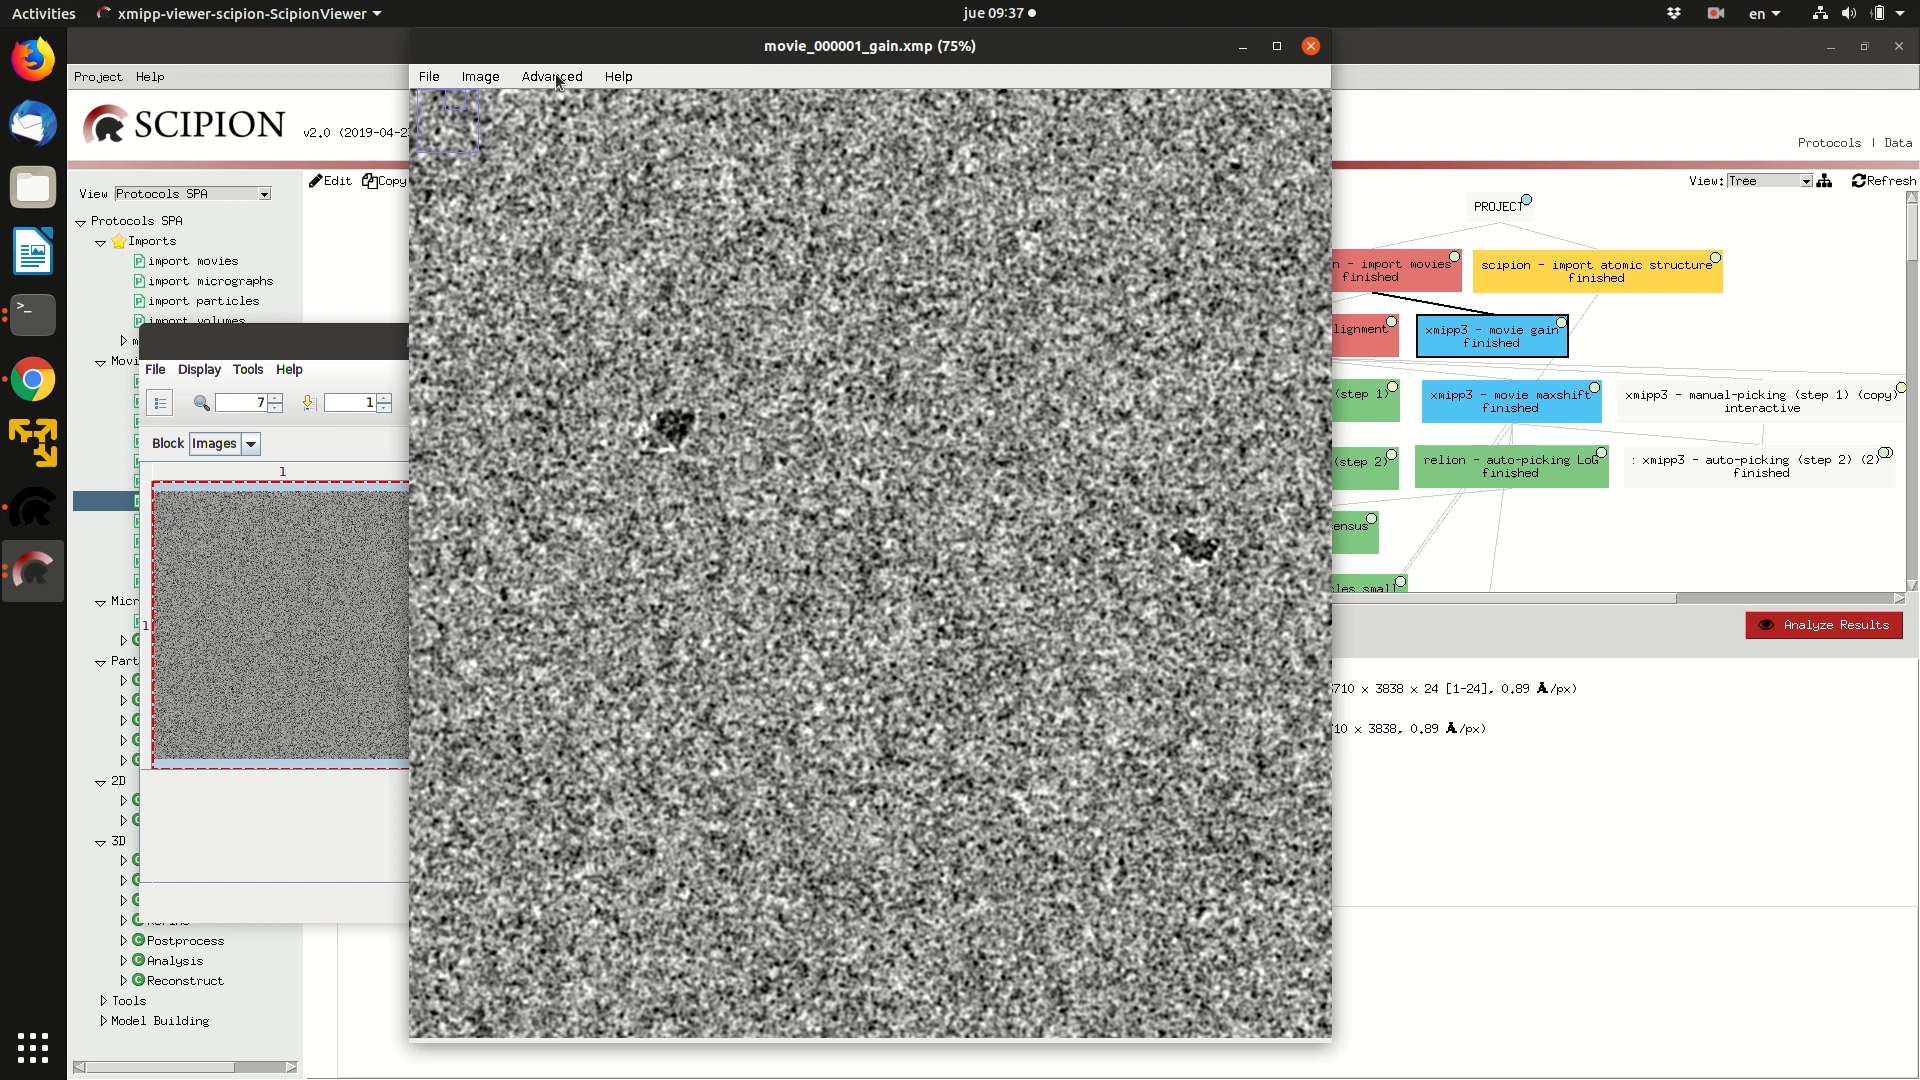 Activities xmipp-viewer-scipion-ScipionViewer jue 09:37 en
movie_000001_gain.xmp (75%)
File Image Advanced Help
Project Help
SCIPION v2.0 (2019-04-2
Protocols | Data
Edit Copy
View: Tree Refresh
View Protocols SPA
Protocols SPA
Imports
import movies
import micrographs
import particles
import volumes
Movi
File Display Tools Help
7 1
Block Images
1
1
Micr
Part
2D
3D
Postprocess
Analysis
Reconstruct
Tools
Model Building
PROJECT
n - import movies
finished
scipion - import atomic structure
finished
lignment
xmipp3 - movie gain
finished
(step 1)
xmipp3 - movie maxshift
finished
xmipp3 - manual-picking (step 1) (copy)
interactive
(step 2)
relion - auto-picking LoG
finished
: xmipp3 - auto-picking (step 2) (2)
finished
ensus
les small
Analyze Results
710 x 3838 x 24 [1-24], 0.89 Å/px)
10 x 3838, 0.89 Å/px)